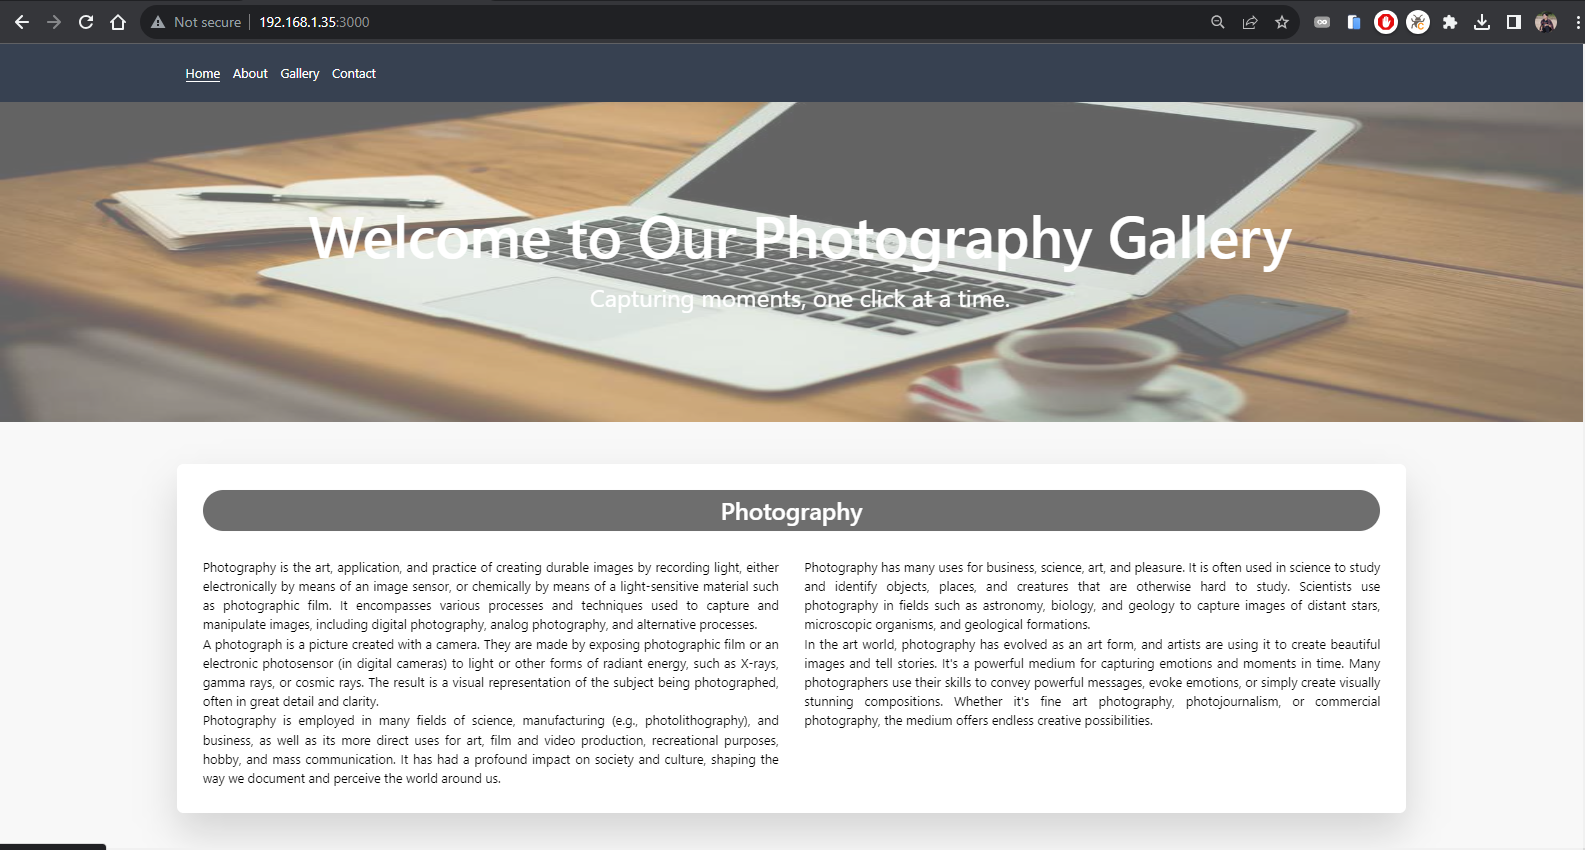 Not secure
192.168.1.35:3000
Home About Gallery Contact
Welcome to Our Photography Gallery
Capturing moments, one click at a time.
Photography
Photography is the art, application, and practice of creating durable images by recording light, either
electronically by means of an image sensor, or chemically by means of a light-sensitive material such
as photographic film. It encompasses various processes and techniques used to capture and
manipulate images, including digital photography, analog photography, and alternative processes.
A photograph is a picture created with a camera. They are made by exposing photographic film or an
electronic photosensor (in digital cameras) to light or other forms of radiant energy, such as X-rays,
gamma rays, or cosmic rays. The result is a visual representation of the subject being photographed,
often in great detail and clarity.
Photography is employed in many fields of science, manufacturing (e.g., photolithography), and
business, as well as its more direct uses for art, film and video production, recreational purposes,
hobby, and mass communication. It has had a profound impact on society and culture, shaping the
way we document and perceive the world around us.
Photography has many uses for business, science, art, and pleasure. It is often used in science to study
and identify objects, places, and creatures that are otherwise hard to study. Scientists use
photography in fields such as astronomy, biology, and geology to capture images of distant stars,
microscopic organisms, and geological formations.
In the art world, photography has evolved as an art form, and artists are using it to create beautiful
images and tell stories. It's a powerful medium for capturing emotions and moments in time. Many
photographers use their skills to convey powerful messages, evoke emotions, or simply create visually
stunning compositions. Whether it's fine art photography, photojournalism, or commercial
photography, the medium offers endless creative possibilities.